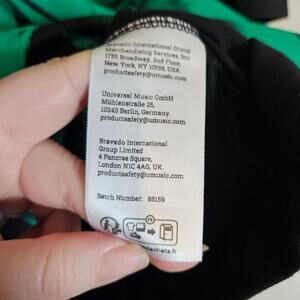 Bravado International Group
Merchandising Services, Inc.
1755 Broadway, 2nd Floor,
New York, NY 10019, USA
productsafety@umusic.com
Universal Music GmbH
Mühlenstraße 25,
10243 Berlin, Germany.
productsafety@umusic.com
Bravado International
Group Limited
4 Pancras Square,
London N1C 4AG, UK.
productsafety@umusic.com
Batch Number: 85159
FR